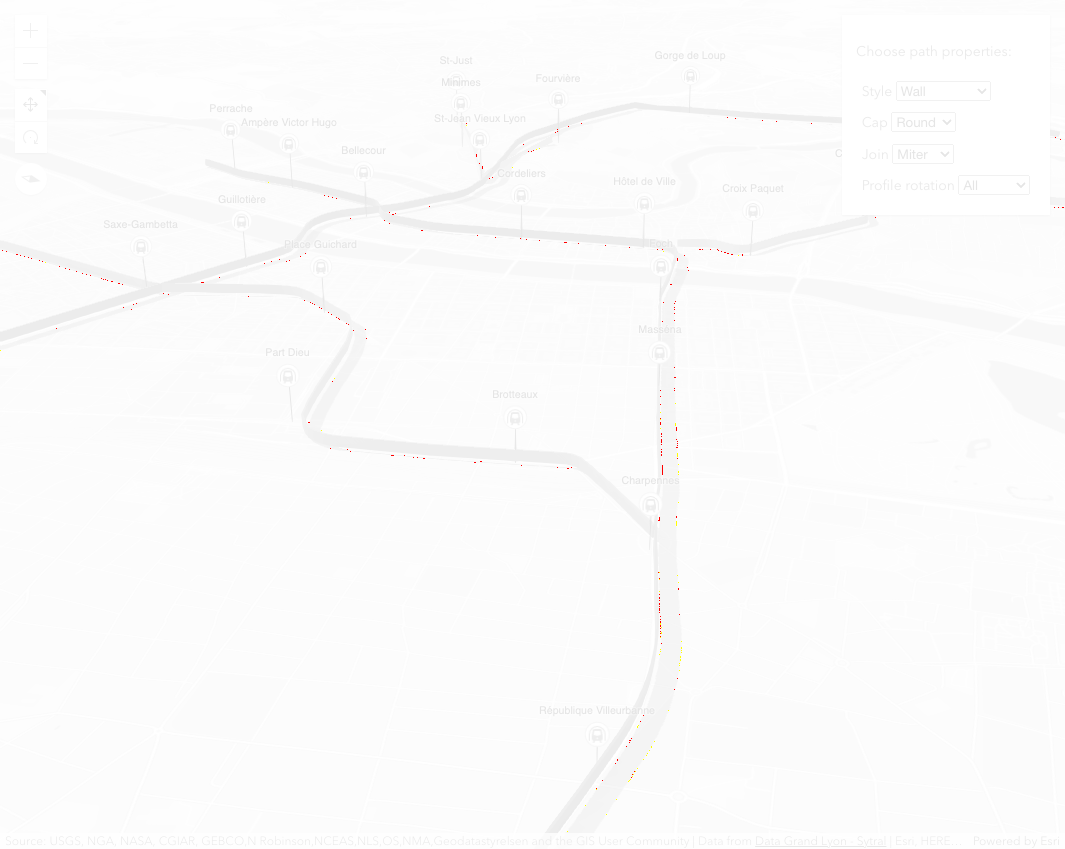 Choose path properties:
Style Wall
Cap Round
Join Miter
Profile rotation All
St-Just
Minimes
Gorge de Loup
Fourvière
Perrache
Ampère Victor Hugo
St-Jean Vieux Lyon
Bellecour
Cordeliers
Hôtel de Ville
Croix Paquet
Guillotière
Saxe-Gambetta
Place Guichard
Foch
Masséna
Part Dieu
Brotteaux
Charpennes
République Villeurbanne
Source: USGS, NGA, NASA, CGIAR, GEBCO,N Robinson,NCEAS,NLS,OS,NMA,Geodatastyrelsen and the GIS User Community | Data from Data Grand Lyon - Sytral | Esri, HERE... Powered by Esri